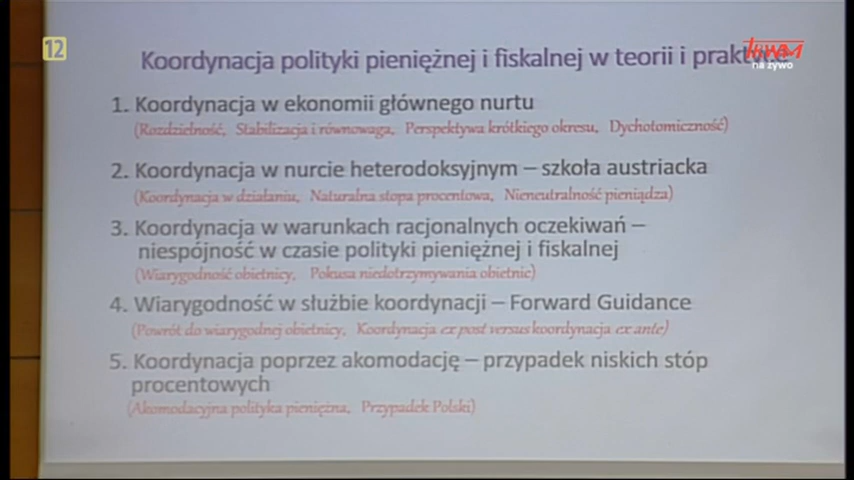 12
TRWAM
na żywo
Koordynacja polityki pieniężnej i fiskalnej w teorii i praktyce
1. Koordynacja w ekonomii głównego nurtu
(Rozdzielność, Stabilizacja i równowaga, Perspektywa krótkiego okresu, Dychotomiczność)
2. Koordynacja w nurcie heterodoksyjnym – szkoła austriacka
(Koordynacja w działaniu, Naturalna stopa procentowa, Nieneutralność pieniądza)
3. Koordynacja w warunkach racjonalnych oczekiwań –
niespójność w czasie polityki pieniężnej i fiskalnej
(Wiarygodność obietnicy, Pokusa niedotrzymywania obietnic)
4. Wiarygodność w służbie koordynacji – Forward Guidance
(Powrót do wiarygodnej obietnicy, Koordynacja ex post versus koordynacja ex ante)
5. Koordynacja poprzez akomodację – przypadek niskich stóp
procentowych
(Akomodacyjna polityka pieniężna, Przypadek Polski)